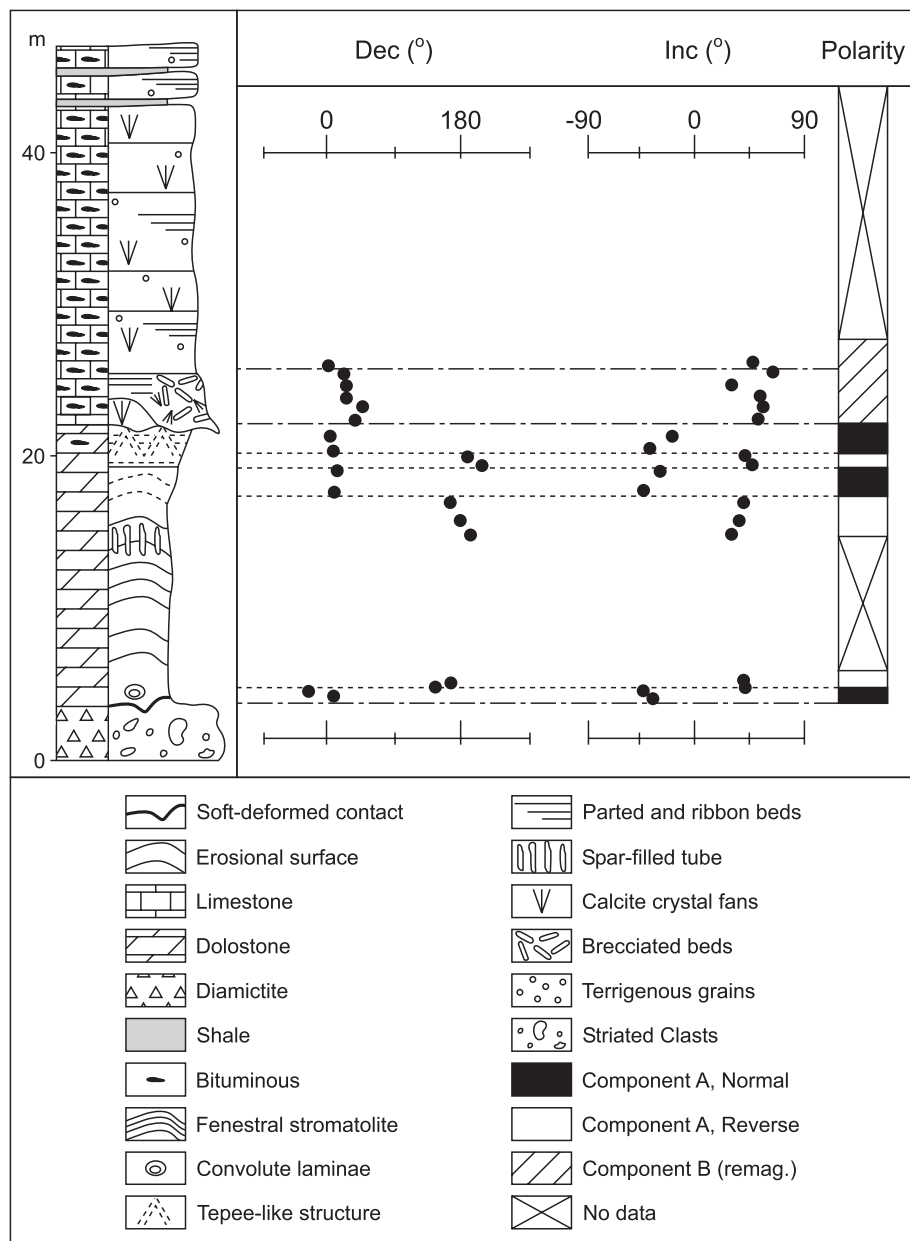 m Dec (°) Inc (°) Polarity
0 180 -90 0 90
40
20
0
Soft-deformed contact Parted and ribbon beds
Erosional surface Spar-filled tube
Limestone Calcite crystal fans
Dolostone Brecciated beds
Diamictite Terrigenous grains
Shale Striated Clasts
Bituminous Component A, Normal
Fenestral stromatolite Component A, Reverse
Convolute laminae Component B (remag.)
Tepee-like structure No data